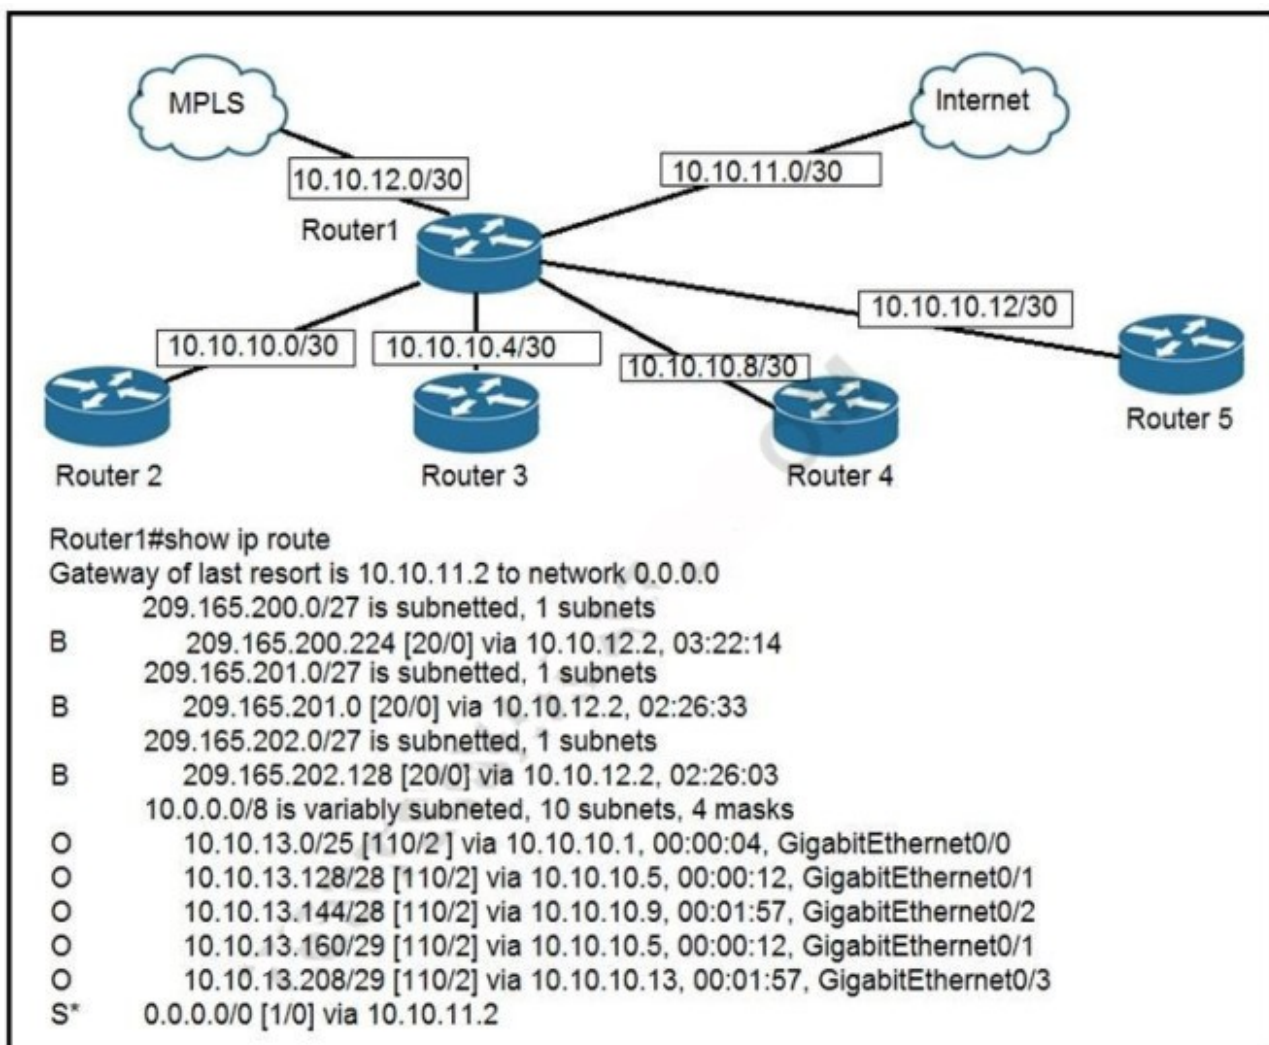 MPLS
Internet
10.10.12.0/30
10.10.11.0/30
Router1
10.10.10.12/30
10.10.10.0/30
10.10.10.4/30
10.10.10.8/30
Router 5
Router 2
Router 3
Router 4
Router1#show ip route
Gateway of last resort is 10.10.11.2 to network 0.0.0.0
209.165.200.0/27 is subnetted, 1 subnets
B 209.165.200.224 [20/0] via 10.10.12.2, 03:22:14
209.165.201.0/27 is subnetted, 1 subnets
B 209.165.201.0 [20/0] via 10.10.12.2, 02:26:33
209.165.202.0/27 is subnetted, 1 subnets
B 209.165.202.128 [20/0] via 10.10.12.2, 02:26:03
10.0.0.0/8 is variably subneted, 10 subnets, 4 masks
O 10.10.13.0/25 [110/2] via 10.10.10.1, 00:00:04, GigabitEthernet0/0
O 10.10.13.128/28 [110/2] via 10.10.10.5, 00:00:12, GigabitEthernet0/1
O 10.10.13.144/28 [110/2] via 10.10.10.9, 00:01:57, GigabitEthernet0/2
O 10.10.13.160/29 [110/2] via 10.10.10.5, 00:00:12, GigabitEthernet0/1
O 10.10.13.208/29 [110/2] via 10.10.10.13, 00:01:57, GigabitEthernet0/3
S* 0.0.0.0/0 [1/0] via 10.10.11.2